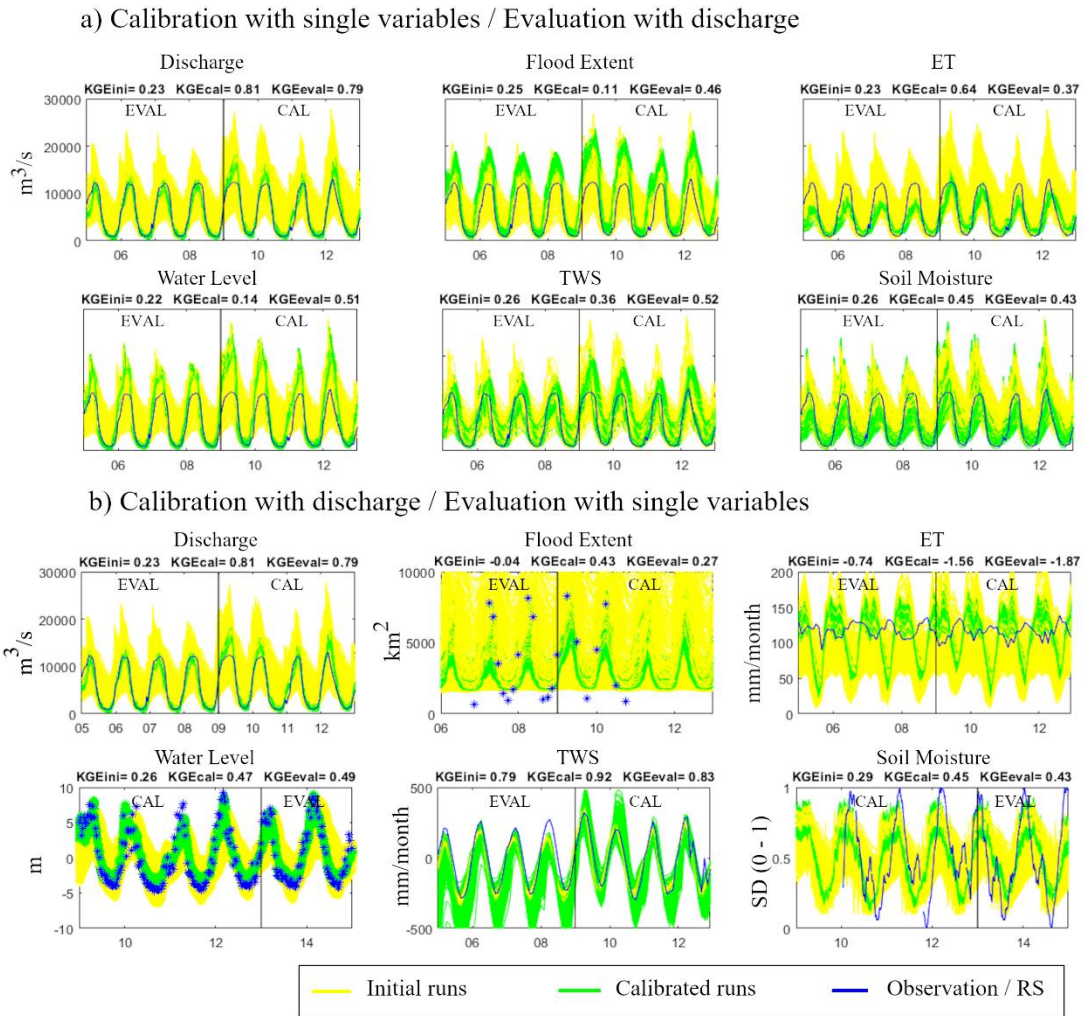 a) Calibration with single variables / Evaluation with discharge
Discharge
KGEini= 0.23 KGEcal= 0.81 KGEeval= 0.79
EVAL CAL
30000
20000
10000
0
m³/s
06 08 10 12
Flood Extent
KGEini= 0.25 KGEcal= 0.11 KGEeval= 0.46
EVAL CAL
06 08 10 12
ET
KGEini= 0.23 KGEcal= 0.64 KGEeval= 0.37
EVAL CAL
06 08 10 12
Water Level
KGEini= 0.22 KGEcal= 0.14 KGEeval= 0.51
EVAL CAL
06 08 10 12
TWS
KGEini= 0.26 KGEcal= 0.36 KGEeval= 0.52
EVAL CAL
06 08 10 12
Soil Moisture
KGEini= 0.26 KGEcal= 0.45 KGEeval= 0.43
EVAL CAL
06 08 10 12
b) Calibration with discharge / Evaluation with single variables
Discharge
KGEini= 0.23 KGEcal= 0.81 KGEeval= 0.79
EVAL CAL
30000
20000
10000
0
m³/s
05 06 07 08 09 10 11 12
Flood Extent
KGEini= -0.04 KGEcal= 0.43 KGEeval= 0.27
EVAL CAL
10000
5000
0
km²
06 08 10 12
ET
KGEini= -0.74 KGEcal= -1.56 KGEeval= -1.87
EVAL CAL
200
150
100
50
0
mm/month
06 08 10 12
Water Level
KGEini= 0.26 KGEcal= 0.47 KGEeval= 0.49
CAL EVAL
10
5
0
-5
-10
m
10 12 14
TWS
KGEini= 0.79 KGEcal= 0.92 KGEeval= 0.83
EVAL CAL
500
0
-500
mm/month
06 08 10 12
Soil Moisture
KGEini= 0.29 KGEcal= 0.45 KGEeval= 0.43
CAL EVAL
1
0.5
0
SD (0 - 1)
10 12 14
Initial runs Calibrated runs Observation / RS